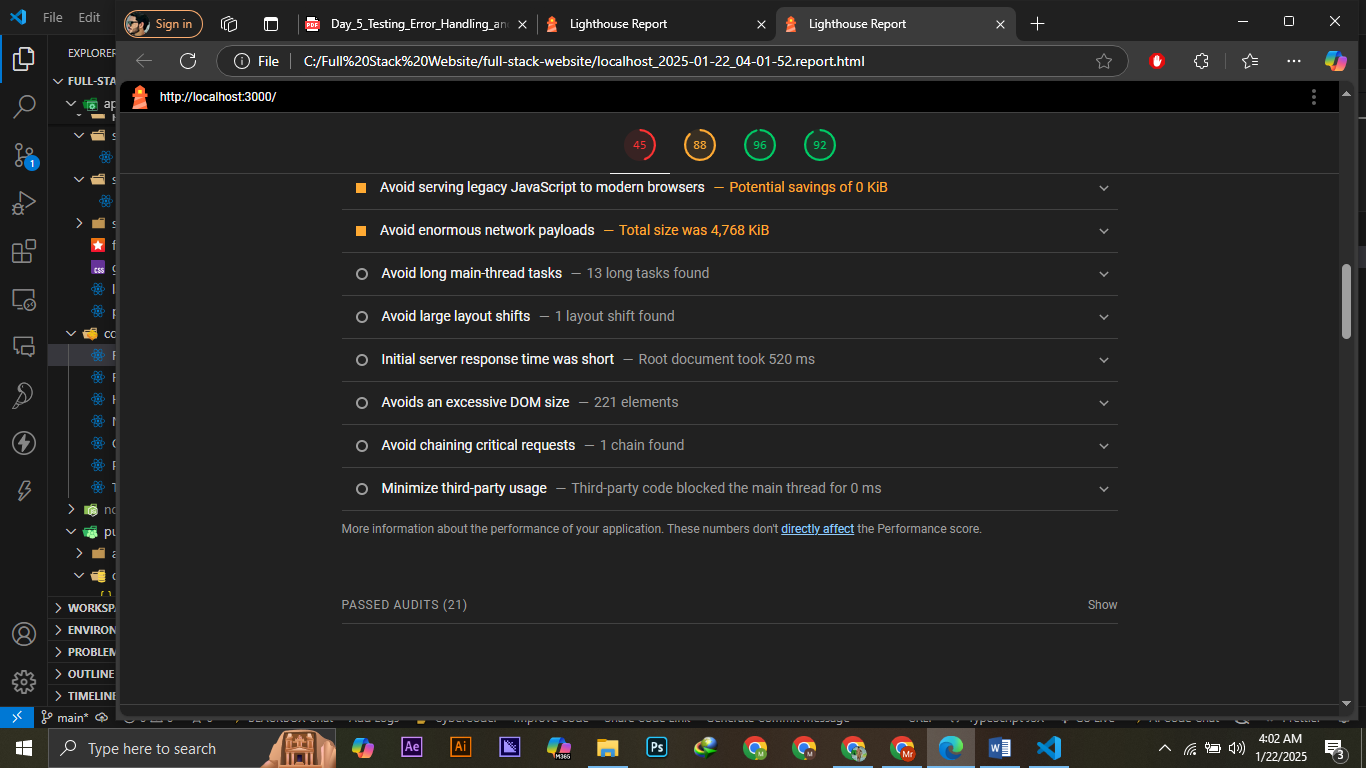 File Edit
Sign in
Day_5_Testing_Error_Handling_an
Lighthouse Report
Lighthouse Report
File
C:/Full%20Stack%20Website/full-stack-website/localhost_2025-01-22_04-01-52.report.html
EXPLORER
FULL-STA
http://localhost:3000/
45
88
96
92
Avoid serving legacy JavaScript to modern browsers — Potential savings of 0 KiB
Avoid enormous network payloads — Total size was 4,768 KiB
Avoid long main-thread tasks — 13 long tasks found
Avoid large layout shifts — 1 layout shift found
Initial server response time was short — Root document took 520 ms
Avoids an excessive DOM size — 221 elements
Avoid chaining critical requests — 1 chain found
Minimize third-party usage — Third-party code blocked the main thread for 0 ms
More information about the performance of your application. These numbers don't directly affect the Performance score.
PASSED AUDITS (21)
Show
WORKSP
ENVIRON
PROBLEM
OUTLINE
TIMELINE
main*
Type here to search
4:02 AM
1/22/2025
3